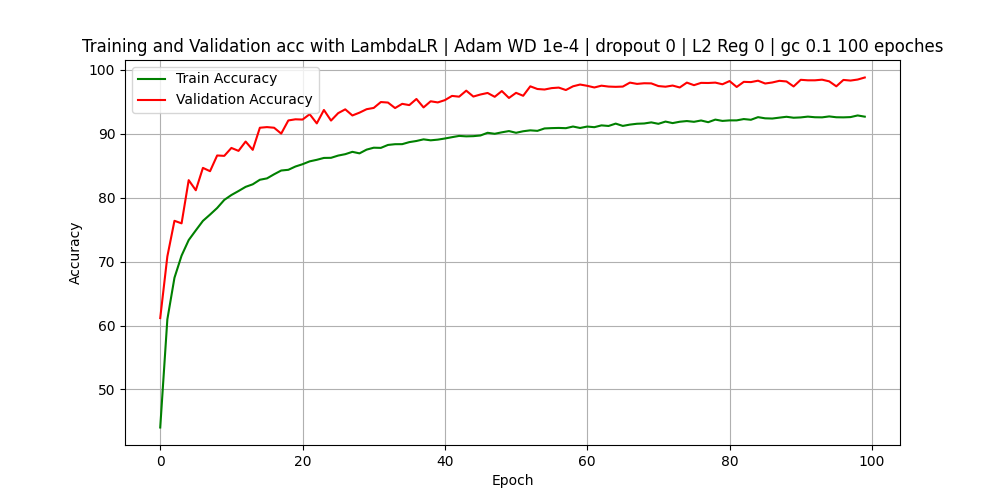 Training and Validation acc with LambdaLR | Adam WD 1e-4 | dropout 0 | L2 Reg 0 | gc 0.1 100 epoches
Train Accuracy
Validation Accuracy
100
90
80
70
60
50
Accuracy
0 20 40 60 80 100
Epoch